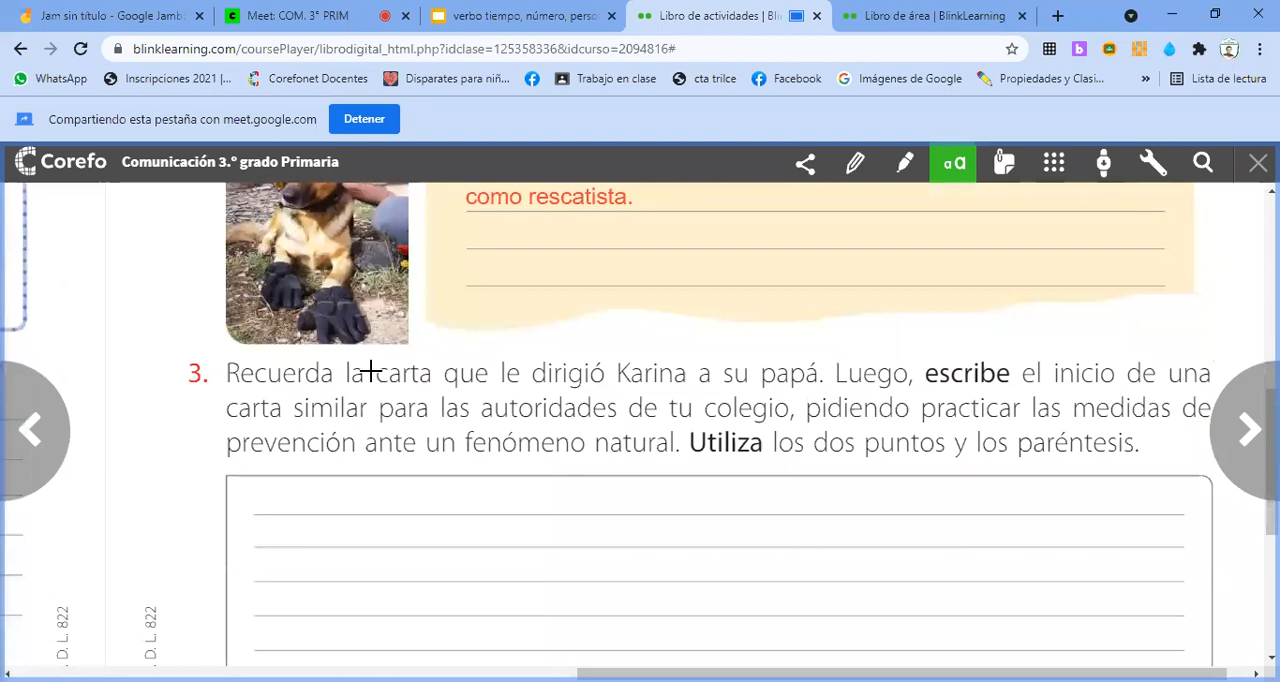 Jam sin título - Google Jamb
Meet: COM. 3° PRIM
verbo tiempo, número, perso
Libro de actividades | Bli
Libro de área | BlinkLearning
blinklearning.com/coursePlayer/librodigital_html.php?idclase=125358336&idcurso=2094816#
WhatsApp
Inscripciones 2021 |...
Corefonet Docentes
Disparates para niñ...
Trabajo en clase
cta trilce
Facebook
Imágenes de Google
Propiedades y Clasi...
»
Lista de lectura
Compartiendo esta pestaña con meet.google.com
Detener
Corefo
Comunicación 3.º grado Primaria
aa
como rescatista.
3. Recuerda la carta que le dirigió Karina a su papá. Luego, escribe el inicio de una
carta similar para las autoridades de tu colegio, pidiendo practicar las medidas de
prevención ante un fenómeno natural. Utiliza los dos puntos y los paréntesis.
. D. L. 822
. D. L. 822